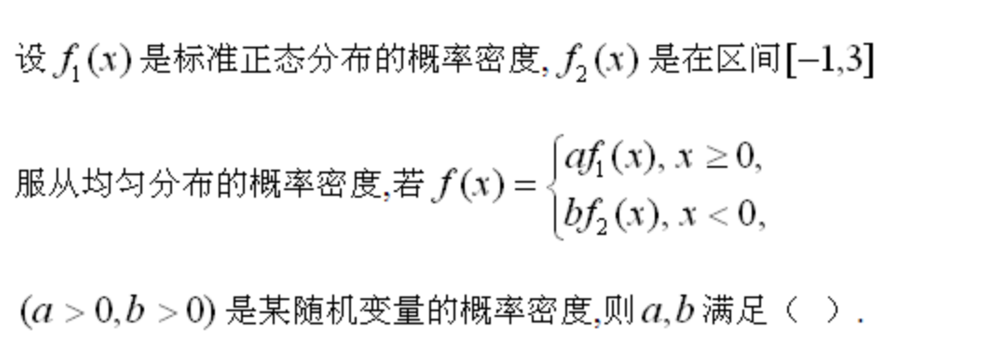 设 f₁(x) 是标准正态分布的概率密度, f₂(x) 是在区间[−1,3]
服从均匀分布的概率密度,若 f(x) = { af₁(x), x ≥ 0,
bf₂(x), x < 0,
(a > 0, b > 0) 是某随机变量的概率密度,则 a,b 满足（ ）.